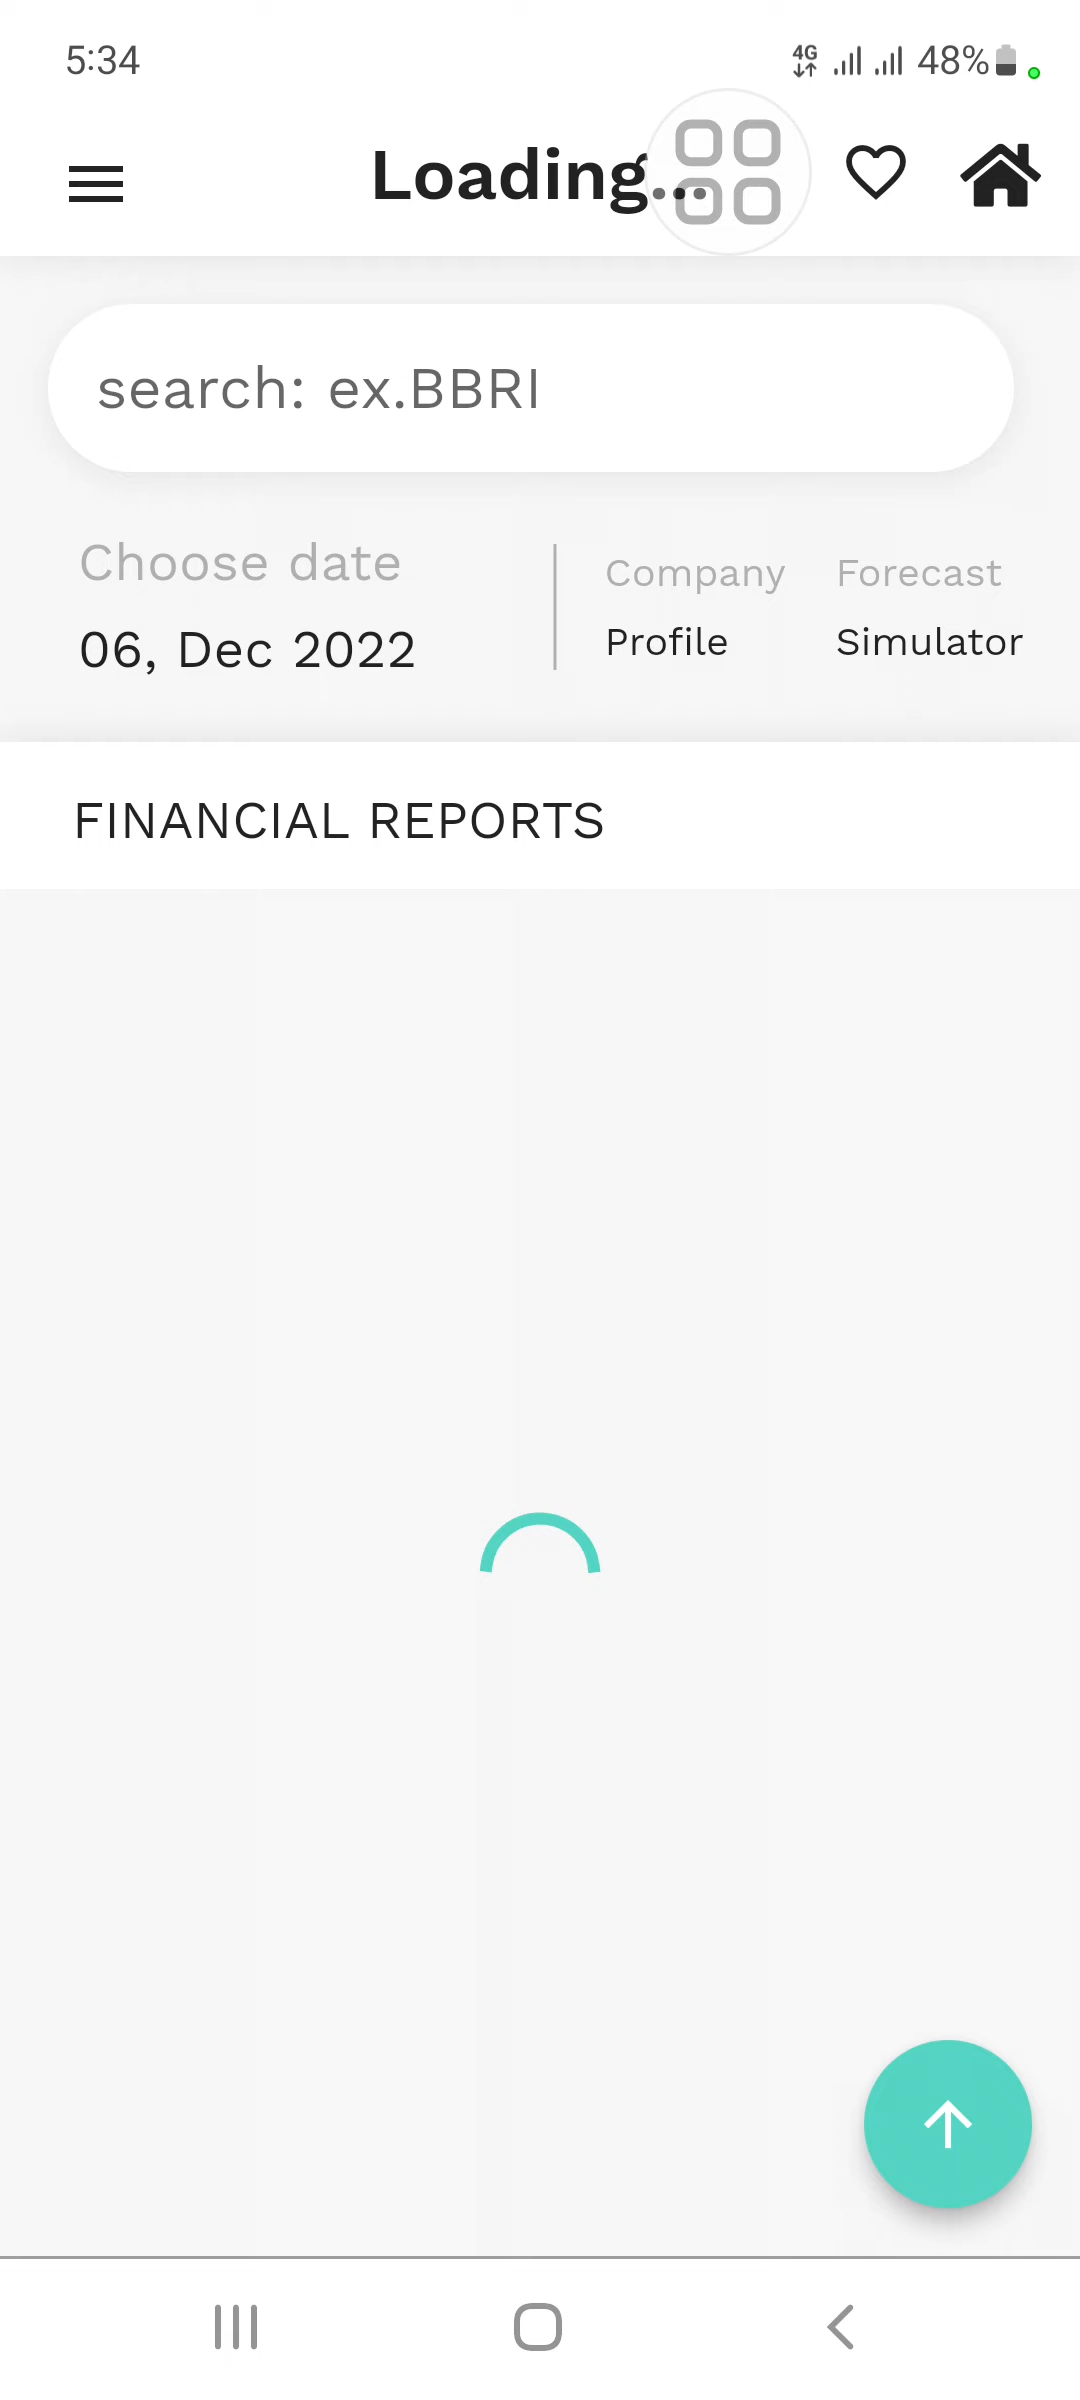 5:34
4G 48%
Loading...
search: ex.BBRI
Choose date
06, Dec 2022
Company
Profile
Forecast
Simulator
FINANCIAL REPORTS